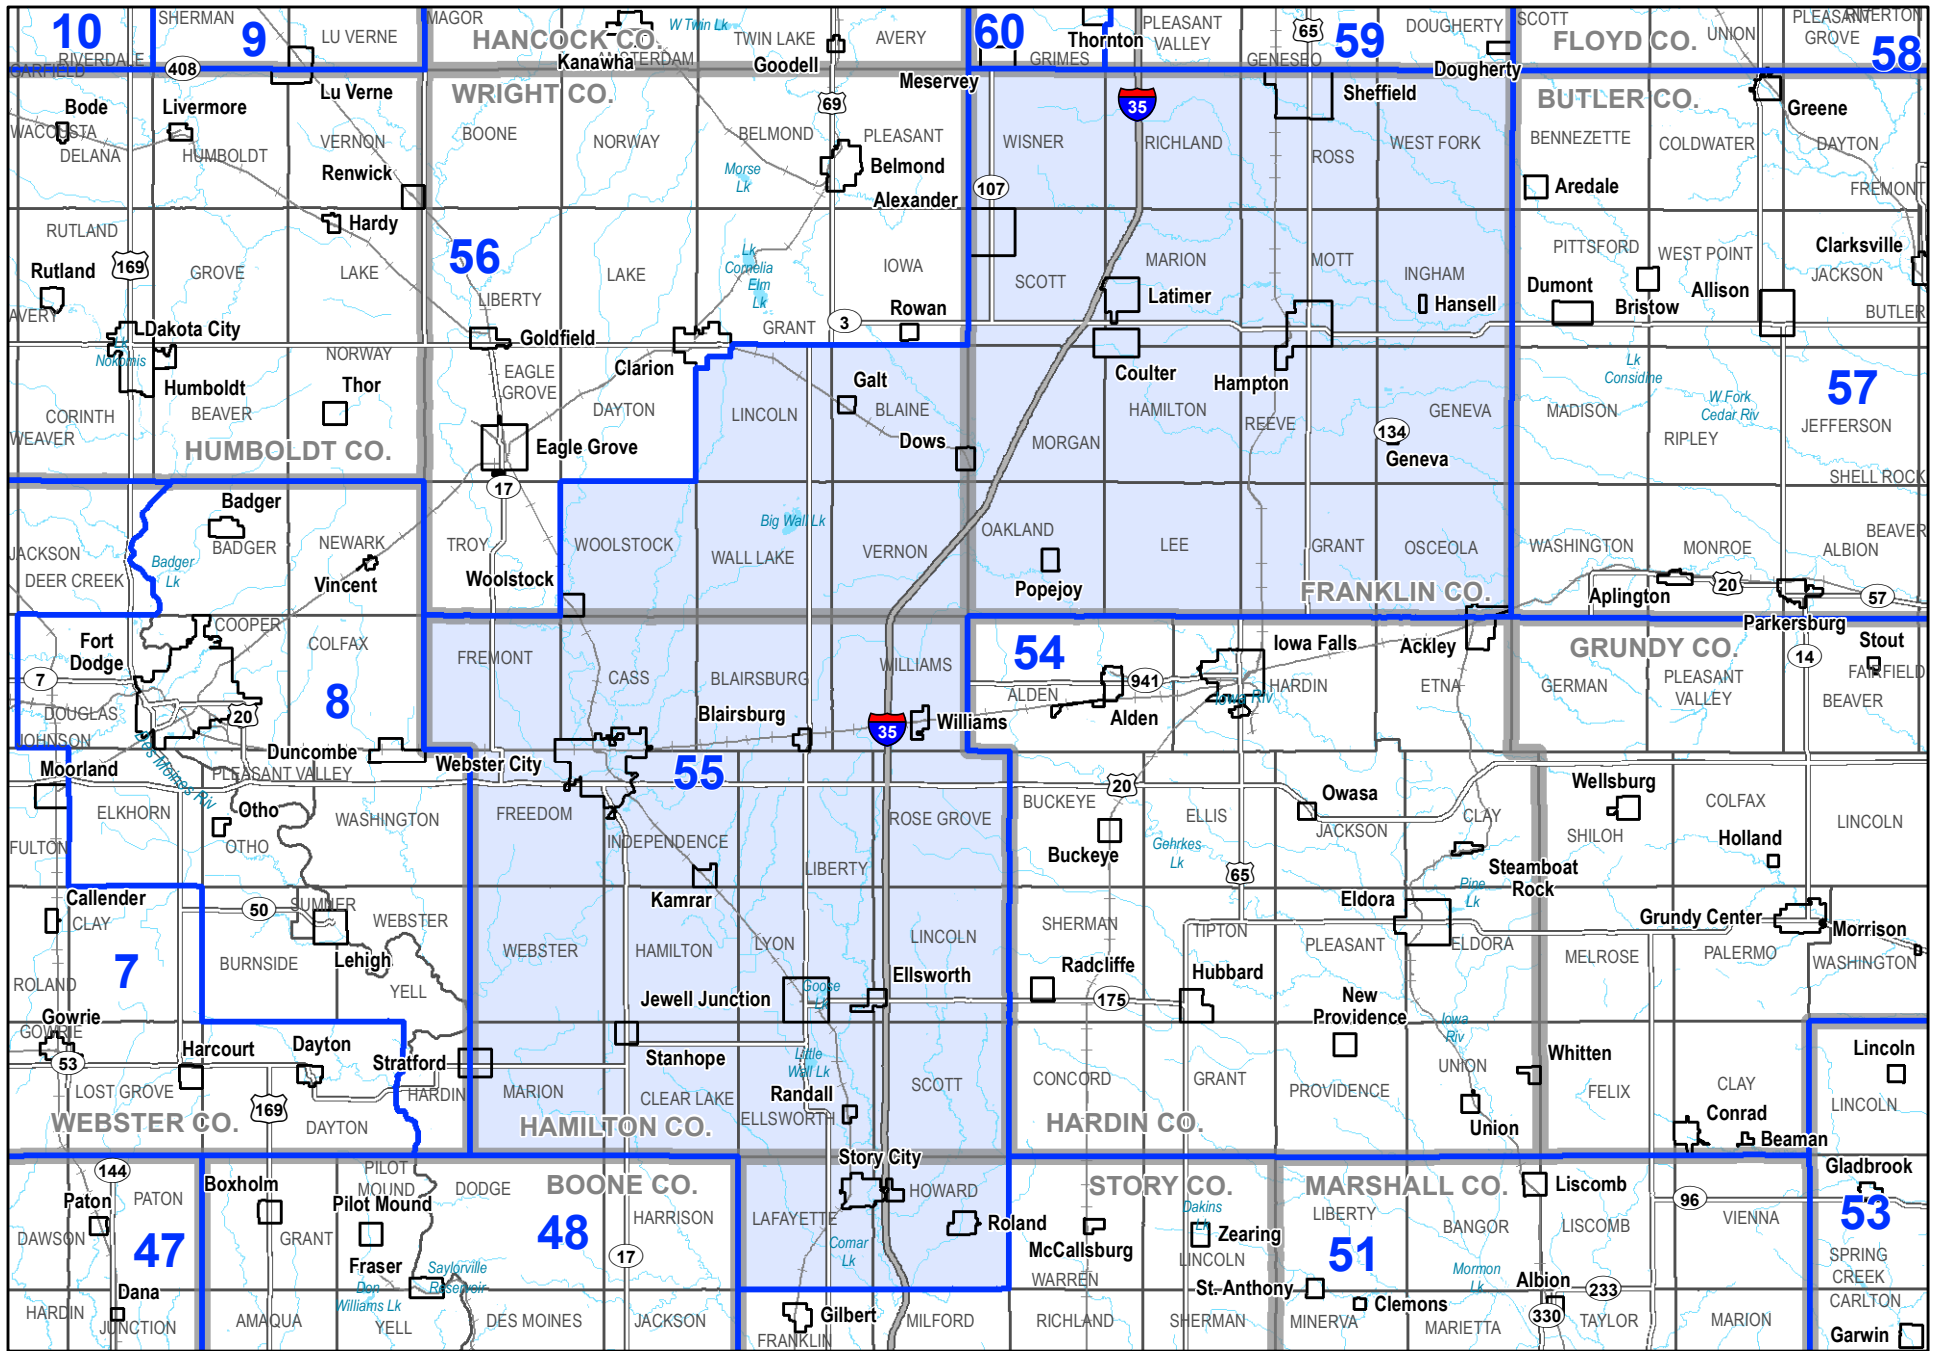 SHERMAN
10
9
LU VERNE
RIVERDALE
GARFIELD
408
MAGOR
HANCOCK CO.
AMSTERDAM
Kanawha
W Twin Lk
TWIN LAKE
AVERY
Goodell
60
GRIMES
Thornton
PLEASANT
VALLEY
65
59
GENESEO
DOUGHERTY
Dougherty
SCOTT
FLOYD CO.
UNION
PLEASANT
GROVE
RIVERTON
58
Lu Verne
Bode
Livermore
WACOUSTA
DELANA
HUMBOLDT
VERNON
Renwick
Hardy
WRIGHT CO.
BOONE
NORWAY
BELMOND
69
PLEASANT
Belmond
Morse
Lk
Meservey
Alexander
WISNER
107
35
RICHLAND
Sheffield
ROSS
WEST FORK
BUTLER CO.
BENNEZETTE
COLDWATER
Greene
DAYTON
FREMONT
Aredale
RUTLAND
Rutland
169
GROVE
LAKE
AVERY
56
LIBERTY
LAKE
Lk
Cornelia
Elm
Lk
IOWA
Rowan
3
GRANT
SCOTT
MARION
Latimer
MOTT
INGHAM
Hansell
PITTSFORD
WEST POINT
Clarksville
JACKSON
Dumont
Bristow
Allison
BUTLER
Dakota City
Lk
Nokomis
Humboldt
NORWAY
Thor
CORINTH
BEAVER
WEAVER
HUMBOLDT CO.
Goldfield
EAGLE
GROVE
Clarion
DAYTON
Eagle Grove
17
LINCOLN
Galt
BLAINE
Dows
Coulter
HAMILTON
MORGAN
Hampton
REEVE
GENEVA
134
Geneva
Lk
Considine
W.Fork
Cedar Riv
57
MADISON
RIPLEY
JEFFERSON
SHELL ROCK
Badger
BADGER
NEWARK
Vincent
JACKSON
DEER CREEK
Badger
Lk
TROY
Woolstock
WOOLSTOCK
Big Wall Lk
WALL LAKE
VERNON
OAKLAND
Popejoy
LEE
GRANT
OSCEOLA
FRANKLIN CO.
WASHINGTON
MONROE
ALBION
BEAVER
Aplington
20
57
Parkersburg
COOPER
COLFAX
Fort
Dodge
7
DOUGLAS
20
8
JOHNSON
Des Moines Riv
Duncombe
Moorland
PLEASANT VALLEY
FREMONT
CASS
BLAIRSBURG
WILLIAMS
Blairsburg
35
Williams
54
ALDEN
941
Alden
Iowa Falls
Iowa Riv
HARDIN
Ackley
ETNA
GRUNDY CO.
GERMAN
PLEASANT
VALLEY
14
Stout
FAIRFIELD
BEAVER
Webster City
55
FREEDOM
INDEPENDENCE
LIBERTY
ROSE GROVE
Kamrar
Otho
ELKHORN
OTHO
WASHINGTON
FULTON
BUCKEYE
20
Buckeye
Gehrkes
Lk
ELLIS
65
Owasa
JACKSON
CLAY
Steamboat
Rock
Wellsburg
SHILOH
COLFAX
Holland
LINCOLN
Callender
CLAY
50
SUMNER
WEBSTER
Lehigh
BURNSIDE
YELL
7
ROLAND
WEBSTER
HAMILTON
LYON
LINCOLN
Goose
Lk
Ellsworth
Jewell Junction
SHERMAN
Radcliffe
175
TIPTON
Hubbard
Eldora
Pine
Lk
PLEASANT
ELDORA
New
Providence
Iowa
Riv
Grundy Center
MELROSE
PALERMO
Morrison
WASHINGTON
Gowrie
GOWRIE
53
Harcourt
Dayton
LOST GROVE
169
DAYTON
Stratford
HARDIN
WEBSTER CO.
Stanhope
MARION
CLEAR LAKE
Little
Wall Lk
Randall
ELLSWORTH
SCOTT
HAMILTON CO.
CONCORD
GRANT
PROVIDENCE
HARDIN CO.
UNION
Union
Whitten
FELIX
CLAY
Conrad
Beaman
Lincoln
LINCOLN
144
Paton
PATON
DAWSON
47
Dana
HARDIN
JUNCTION
Boxholm
PILOT
MOUND
Pilot Mound
GRANT
Fraser
Don
Williams Lk
Saylorville
Reservoir
AMAQUA
YELL
DODGE
BOONE CO.
HARRISON
48
17
DES MOINES
JACKSON
Story City
LAFAYETTE
HOWARD
Roland
Comar
Lk
Gilbert
FRANKLIN
MILFORD
STORY CO.
Dakins
Lk
McCallsburg
Zearing
LINCOLN
WARREN
RICHLAND
SHERMAN
MARSHALL CO.
LIBERTY
BANGOR
51
St. Anthony
Clemons
MINERVA
Mormon
Lk
MARIETTA
Liscomb
LISCOMB
Albion
330
233
TAYLOR
96
VIENNA
MARION
Gladbrook
53
SPRING
CREEK
CARLTON
Garwin